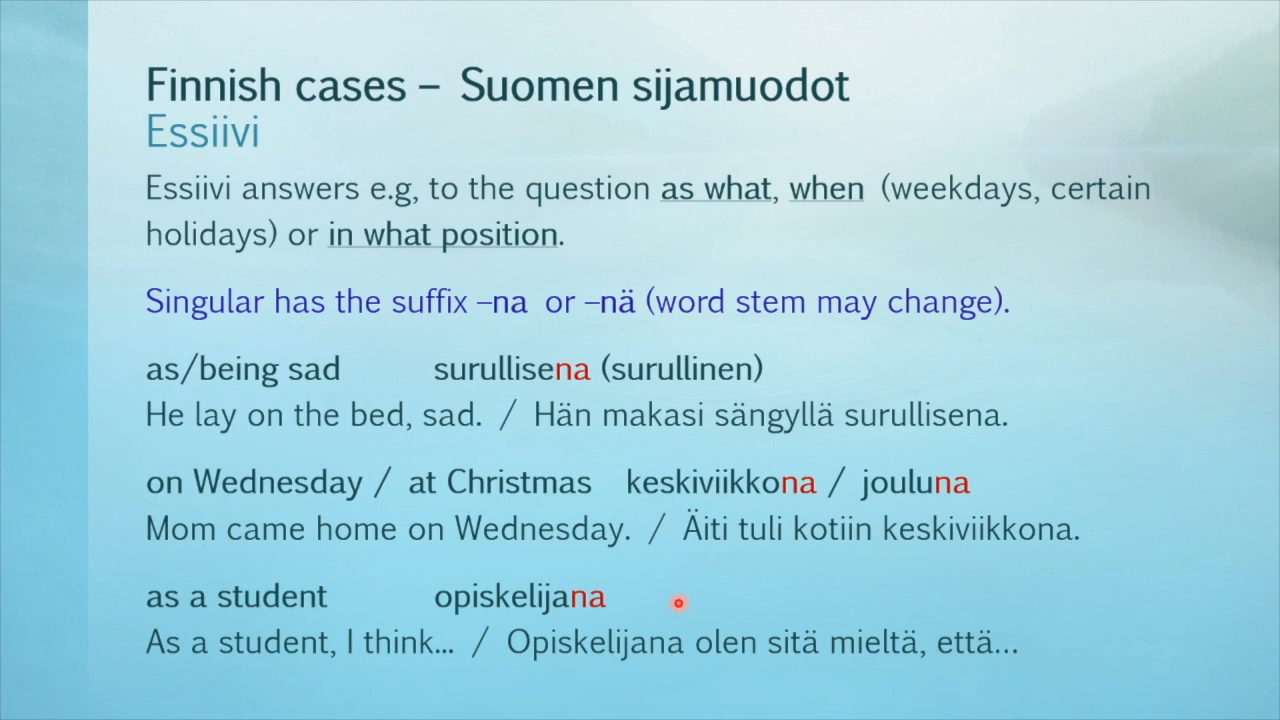 Finnish cases – Suomen sijamuodot
Essiivi
Essiivi answers e.g, to the question as what, when (weekdays, certain
holidays) or in what position.
Singular has the suffix –na or –nä (word stem may change).
as/being sad surullisena (surullinen)
He lay on the bed, sad. / Hän makasi sängyllä surullisena.
on Wednesday / at Christmas keskiviikkona / jouluna
Mom came home on Wednesday. / Äiti tuli kotiin keskiviikkona.
as a student opiskelijana
As a student, I think... / Opiskelijana olen sitä mieltä, että...